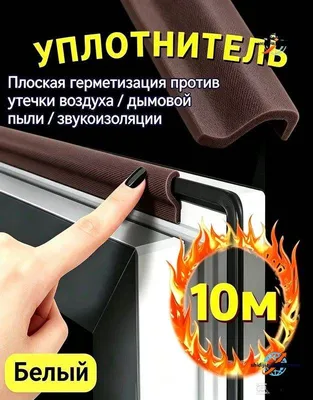 УПЛОТНИТЕЛЬ
Плоская герметизация против
утечки воздуха / дымовой
пыли / звукоизоляции
10м
Белый